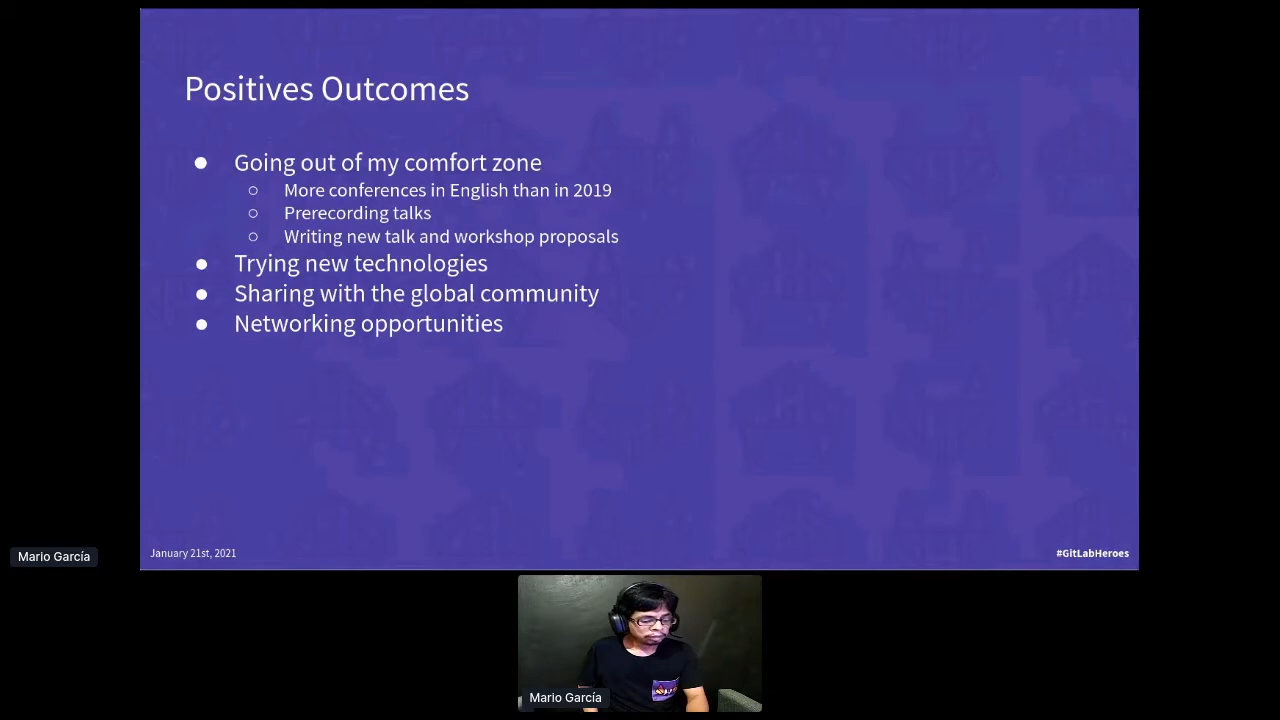 Positives Outcomes
● Going out of my comfort zone
○ More conferences in English than in 2019
○ Prerecording talks
○ Writing new talk and workshop proposals
● Trying new technologies
● Sharing with the global community
● Networking opportunities
January 21st, 2021
#GitLabHeroes
Mario García
Mario García